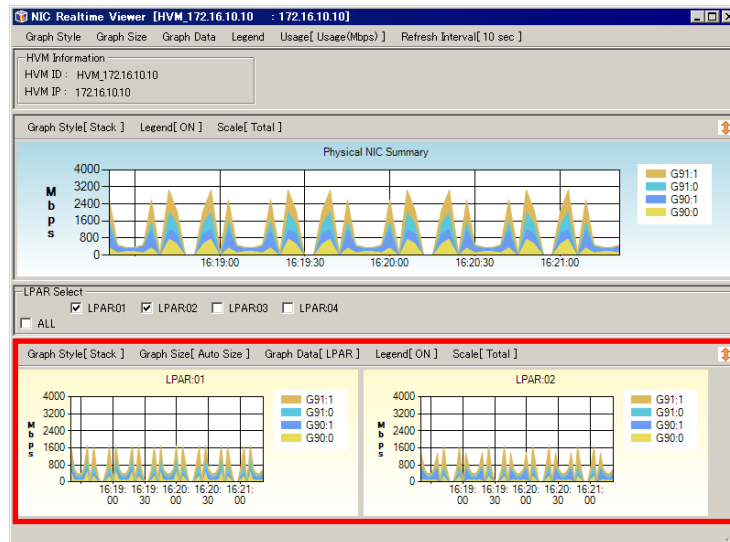 NIC Realtime Viewer [HVM_172.16.10.10 : 172.16.10.10]
Graph Style Graph Size Graph Data Legend Usage[ Usage(Mbps) ] Refresh Interval[ 10 sec ]
HVM Information
HVM ID : HVM_172.16.10.10
HVM IP : 172.16.10.10
Graph Style[ Stack ] Legend[ ON ] Scale[ Total ]
Physical NIC Summary
Mbps
4000
3200
2400
1600
800
0
16:19:00 16:19:30 16:20:00 16:20:30 16:21:00
G91:1
G91:0
G90:1
G90:0
LPAR Select
LPAR01 LPAR02 LPAR03 LPAR04
ALL
Graph Style[ Stack ] Graph Size[ Auto Size ] Graph Data[ LPAR ] Legend[ ON ] Scale[ Total ]
LPAR:01
Mbps
4000
3200
2400
1600
800
0
16:19:00 16:19:30 16:20:00 16:20:30 16:21:00
G91:1
G91:0
G90:1
G90:0
LPAR:02
Mbps
4000
3200
2400
1600
800
0
16:19:00 16:19:30 16:20:00 16:20:30 16:21:00
G91:1
G91:0
G90:1
G90:0